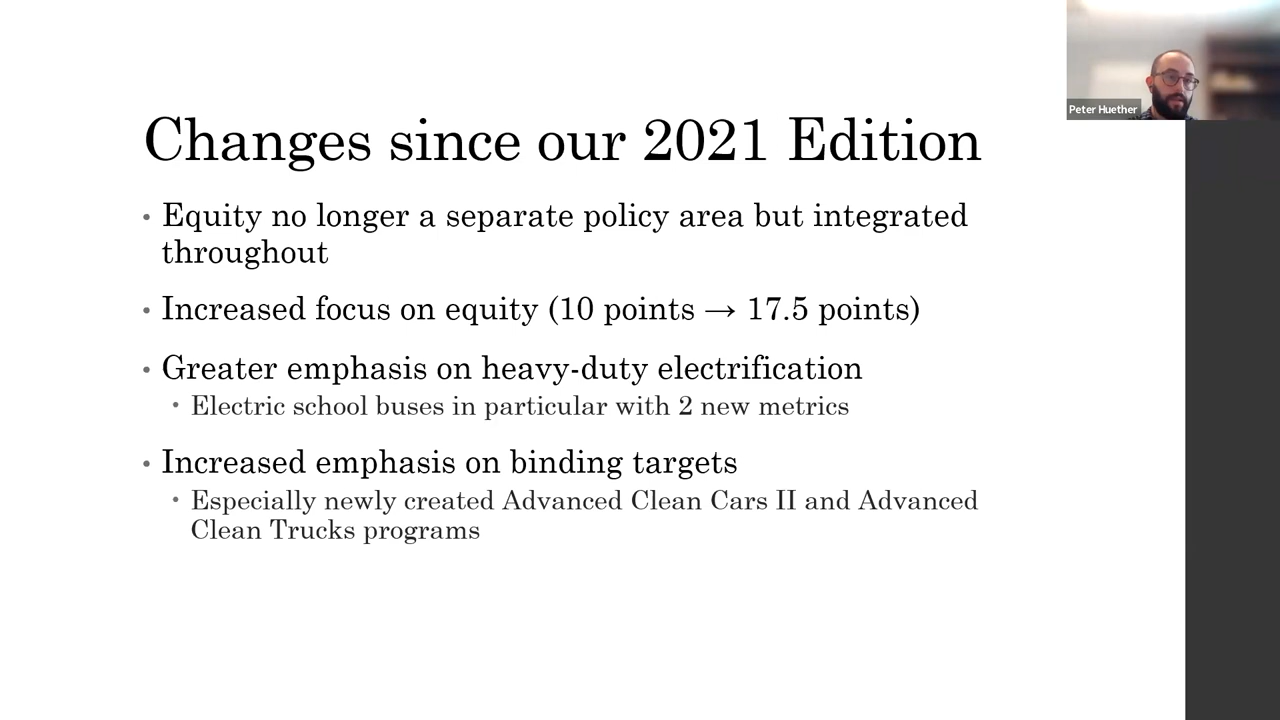 Peter Huether
Changes since our 2021 Edition
• Equity no longer a separate policy area but integrated
throughout
• Increased focus on equity (10 points → 17.5 points)
• Greater emphasis on heavy-duty electrification
• Electric school buses in particular with 2 new metrics
• Increased emphasis on binding targets
• Especially newly created Advanced Clean Cars II and Advanced
Clean Trucks programs